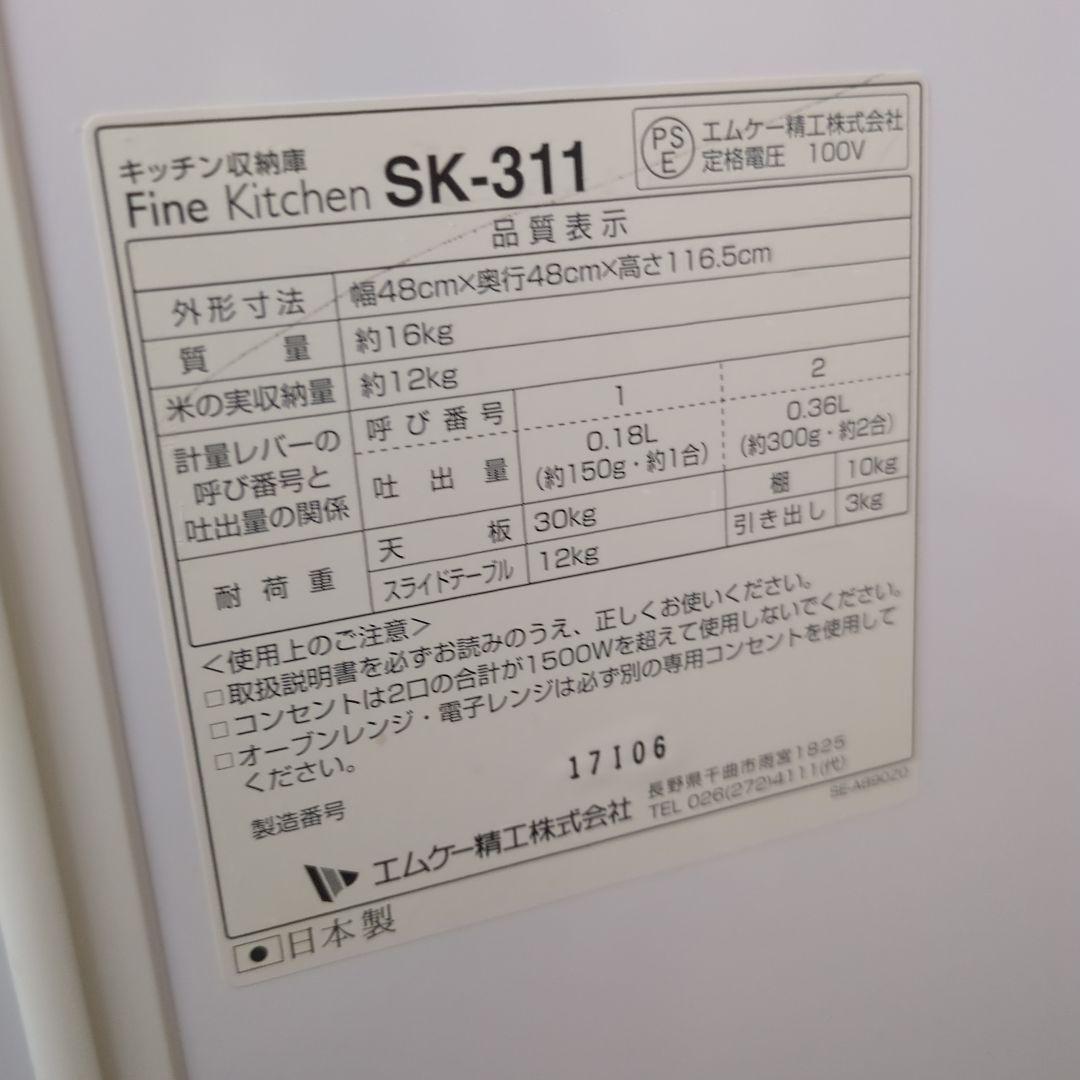 キッチン収納庫
Fine Kitchen SK-311
PS
E
エムケー精工株式会社
定格電圧 100V
品質表示
外形寸法 幅48cm×奥行48cm×高さ116.5cm
質量 約16kg
米の実収納量 約12kg
計量レバーの
呼び番号と
吐出量の関係
呼び番号 1 2
吐出量 0.18L 0.36L
(約150g・約1合) (約300g・約2合)
耐荷重
天板 30kg 棚 10kg
スライドテーブル 12kg 引き出し 3kg
<使用上のご注意>
□取扱説明書を必ずお読みのうえ、正しくお使いください。
□コンセントは2口の合計が1500Wを超えて使用しないでください。
□オーブンレンジ・電子レンジは必ず別の専用コンセントを使用して
ください。
製造番号 17106
エムケー精工株式会社
長野県千曲市雨宮1825
TEL 026(272)4111(代)
SE-A89020
日本製